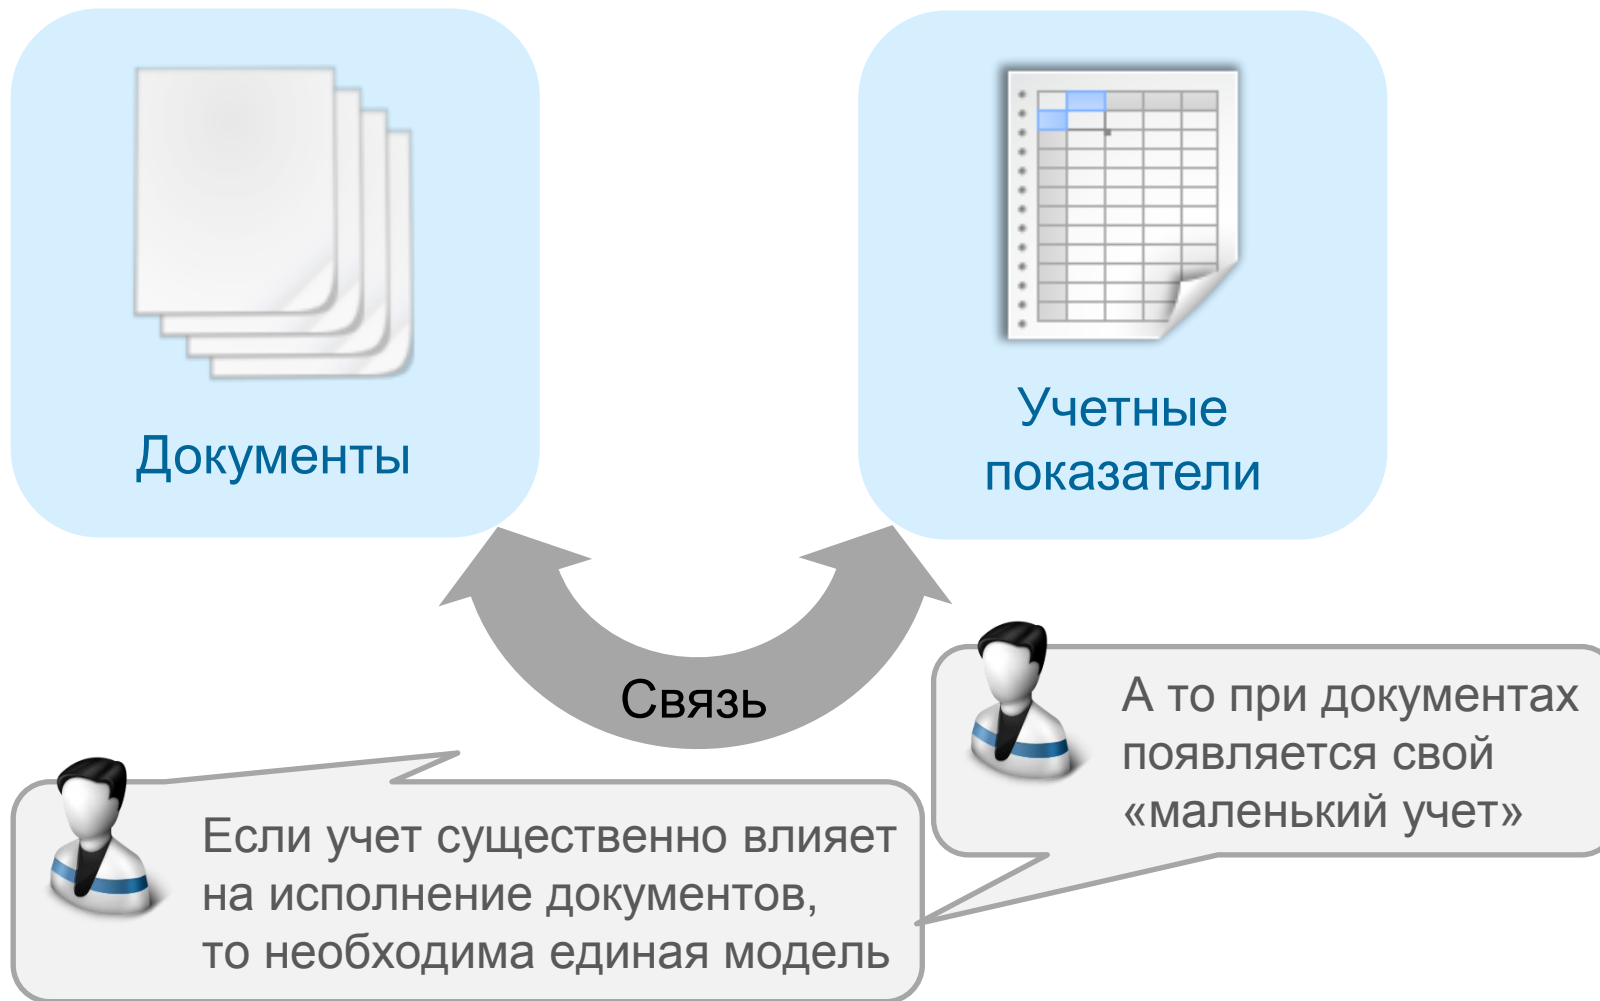 Документы
Учетные
показатели
Связь
А то при документах
появляется свой
«маленький учет»
Если учет существенно влияет
на исполнение документов,
то необходима единая модель